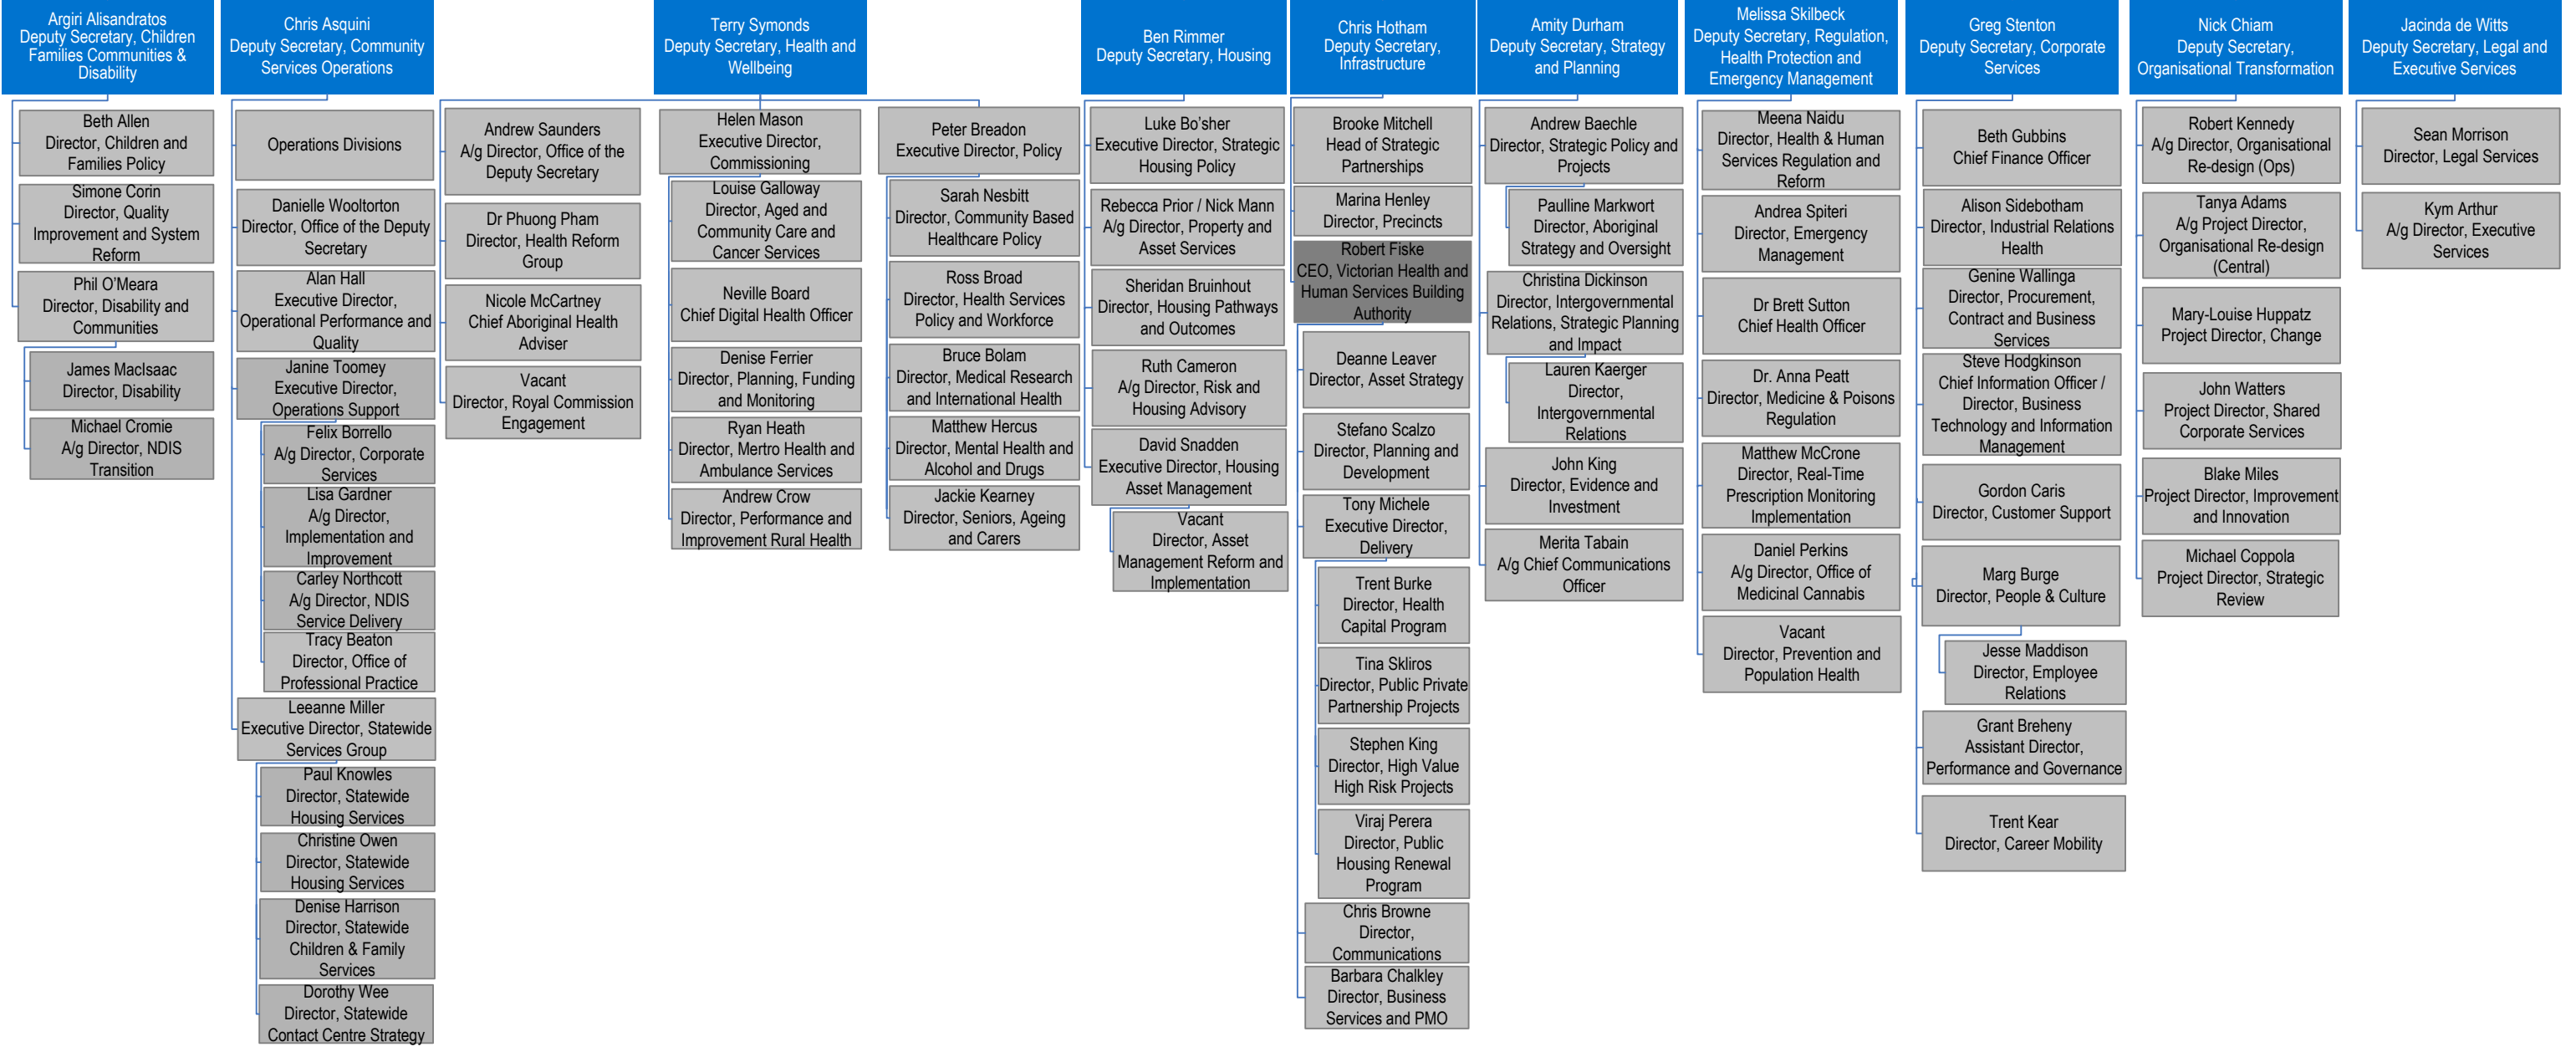 Argiri Alisandratos
Deputy Secretary, Children
Families Communities &
Disability
Beth Allen
Director, Children and
Families Policy
Simone Corin
Director, Quality
Improvement and System
Reform
Phil O'Meara
Director, Disability and
Communities
James MacIsaac
Director, Disability
Michael Cromie
A/g Director, NDIS
Transition
Chris Asquini
Deputy Secretary, Community
Services Operations
Operations Divisions
Danielle Wooltorton
Director, Office of the Deputy
Secretary
Alan Hall
Executive Director,
Operational Performance and
Quality
Janine Toomey
Executive Director,
Operations Support
Felix Borrello
A/g Director, Corporate
Services
Lisa Gardner
A/g Director,
Implementation and
Improvement
Carley Northcott
A/g Director, NDIS
Service Delivery
Tracy Beaton
Director, Office of
Professional Practice
Leeanne Miller
Executive Director, Statewide
Services Group
Paul Knowles
Director, Statewide
Housing Services
Christine Owen
Director, Statewide
Housing Services
Denise Harrison
Director, Statewide
Children & Family
Services
Dorothy Wee
Director, Statewide
Contact Centre Strategy
Terry Symonds
Deputy Secretary, Health and
Wellbeing
Andrew Saunders
A/g Director, Office of the
Deputy Secretary
Dr Phuong Pham
Director, Health Reform
Group
Nicole McCartney
Chief Aboriginal Health
Adviser
Vacant
Director, Royal Commission
Engagement
Helen Mason
Executive Director,
Commissioning
Louise Galloway
Director, Aged and
Community Care and
Cancer Services
Neville Board
Chief Digital Health Officer
Denise Ferrier
Director, Planning, Funding
and Monitoring
Ryan Heath
Director, Mertro Health and
Ambulance Services
Andrew Crow
Director, Performance and
Improvement Rural Health
Peter Breadon
Executive Director, Policy
Sarah Nesbitt
Director, Community Based
Healthcare Policy
Ross Broad
Director, Health Services
Policy and Workforce
Bruce Bolam
Director, Medical Research
and International Health
Matthew Hercus
Director, Mental Health and
Alcohol and Drugs
Jackie Kearney
Director, Seniors, Ageing
and Carers
Ben Rimmer
Deputy Secretary, Housing
Luke Bo'sher
Executive Director, Strategic
Housing Policy
Rebecca Prior / Nick Mann
A/g Director, Property and
Asset Services
Sheridan Bruinhout
Director, Housing Pathways
and Outcomes
Ruth Cameron
A/g Director, Risk and
Housing Advisory
David Snadden
Executive Director, Housing
Asset Management
Vacant
Director, Asset
Management Reform and
Implementation
Chris Hotham
Deputy Secretary,
Infrastructure
Brooke Mitchell
Head of Strategic
Partnerships
Marina Henley
Director, Precincts
Robert Fiske
CEO, Victorian Health and
Human Services Building
Authority
Deanne Leaver
Director, Asset Strategy
Stefano Scalzo
Director, Planning and
Development
Tony Michele
Executive Director,
Delivery
Trent Burke
Director, Health
Capital Program
Tina Skliros
Director, Public Private
Partnership Projects
Stephen King
Director, High Value
High Risk Projects
Viraj Perera
Director, Public
Housing Renewal
Program
Chris Browne
Director,
Communications
Barbara Chalkley
Director, Business
Services and PMO
Amity Durham
Deputy Secretary, Strategy
and Planning
Andrew Baechle
Director, Strategic Policy and
Projects
Paulline Markwort
Director, Aboriginal
Strategy and Oversight
Christina Dickinson
Director, Intergovernmental
Relations, Strategic Planning
and Impact
Lauren Kaerger
Director,
Intergovernmental
Relations
John King
Director, Evidence and
Investment
Merita Tabain
A/g Chief Communications
Officer
Melissa Skilbeck
Deputy Secretary, Regulation,
Health Protection and
Emergency Management
Meena Naidu
Director, Health & Human
Services Regulation and
Reform
Andrea Spiteri
Director, Emergency
Management
Dr Brett Sutton
Chief Health Officer
Dr. Anna Peatt
Director, Medicine & Poisons
Regulation
Matthew McCrone
Director, Real-Time
Prescription Monitoring
Implementation
Daniel Perkins
A/g Director, Office of
Medicinal Cannabis
Vacant
Director, Prevention and
Population Health
Greg Stenton
Deputy Secretary, Corporate
Services
Beth Gubbins
Chief Finance Officer
Alison Sidebotham
Director, Industrial Relations
Health
Genine Wallinga
Director, Procurement,
Contract and Business
Services
Steve Hodgkinson
Chief Information Officer /
Director, Business
Technology and Information
Management
Gordon Caris
Director, Customer Support
Marg Burge
Director, People & Culture
Jesse Maddison
Director, Employee
Relations
Grant Breheny
Assistant Director,
Performance and Governance
Trent Kear
Director, Career Mobility
Nick Chiam
Deputy Secretary,
Organisational Transformation
Robert Kennedy
A/g Director, Organisational
Re-design (Ops)
Tanya Adams
A/g Project Director,
Organisational Re-design
(Central)
Mary-Louise Huppatz
Project Director, Change
John Watters
Project Director, Shared
Corporate Services
Blake Miles
Project Director, Improvement
and Innovation
Michael Coppola
Project Director, Strategic
Review
Jacinda de Witts
Deputy Secretary, Legal and
Executive Services
Sean Morrison
Director, Legal Services
Kym Arthur
A/g Director, Executive
Services